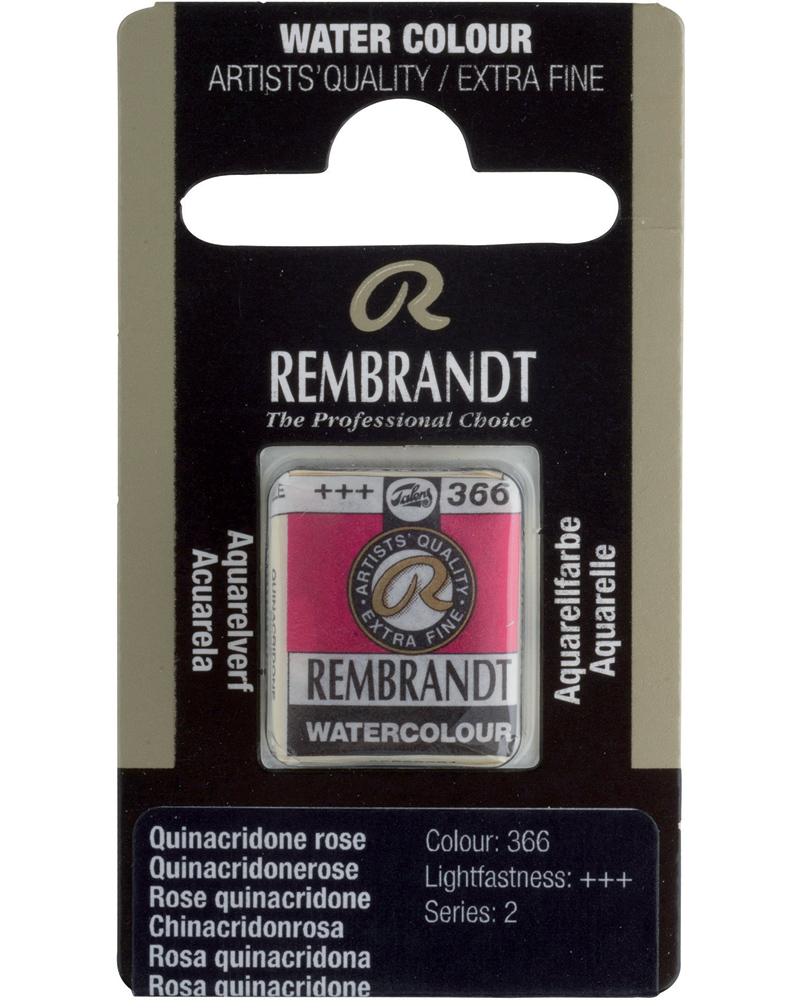 WATER COLOUR
ARTISTS' QUALITY / EXTRA FINE
R
REMBRANDT
The Professional Choice
E +++ Talens 366
ARTISTS' QUALITY
R
EXTRA FINE
QUINACRIDONE
REMBRANDT
WATERCOLOUR
Aquarelverf
Acuarela
Aquarellfarbe
Aquarelle
Quinacridone rose
Quinacridonerose
Rose quinacridone
Chinacridonrosa
Rosa quinacridona
Rosa quinacridone
Colour: 366
Lightfastness: +++
Series: 2